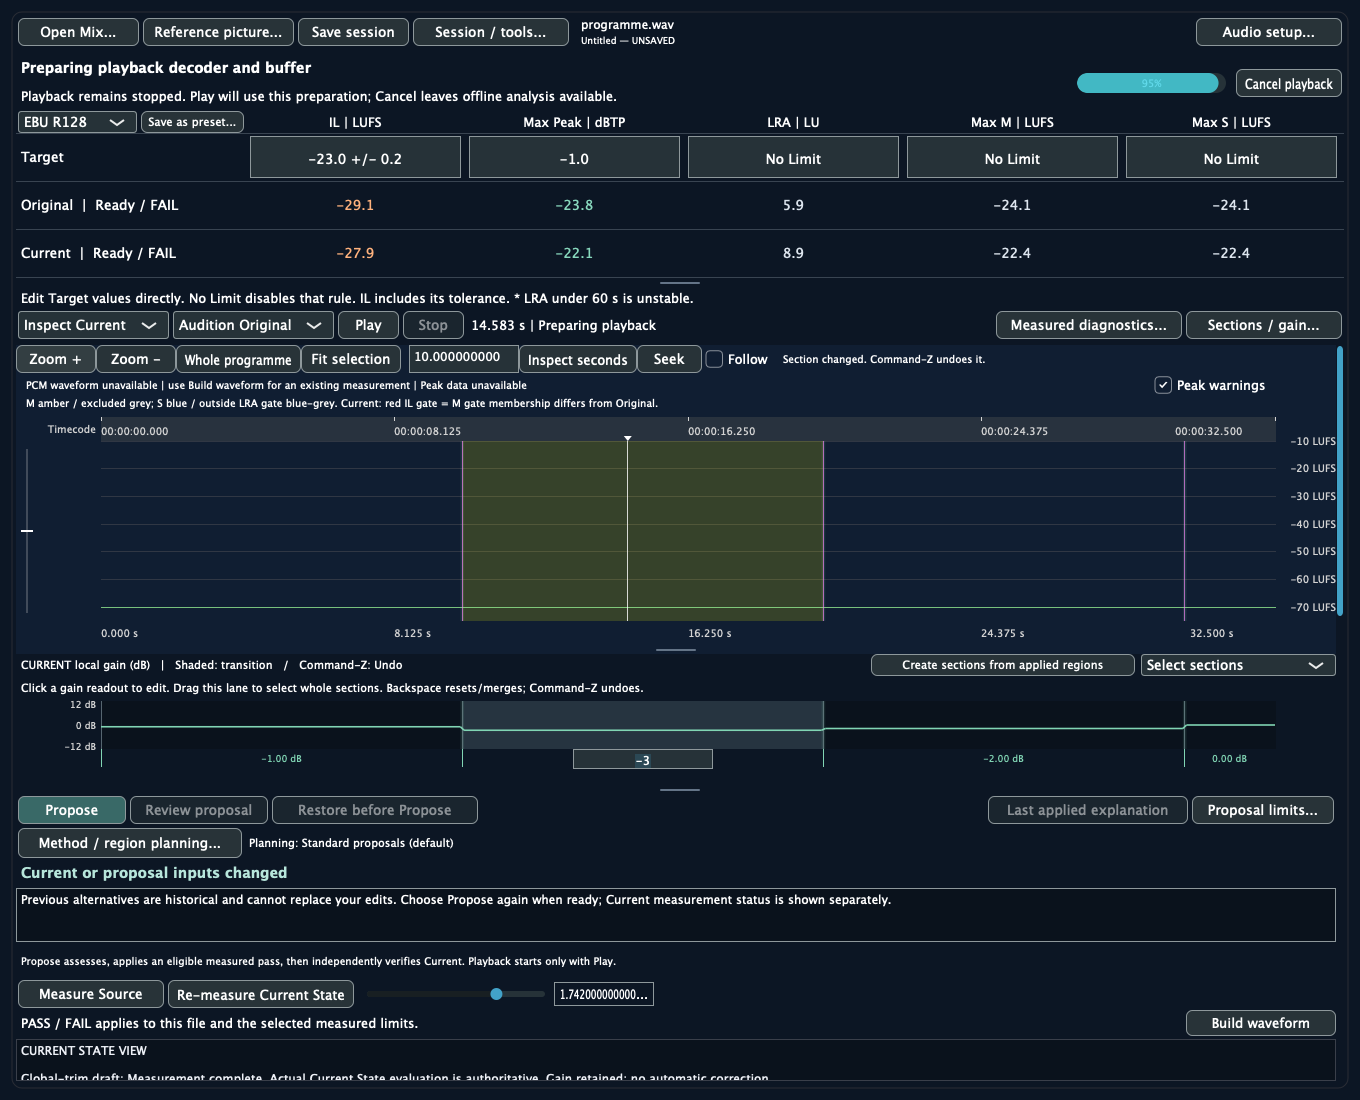 Open Mix... Reference picture... Save session Session / tools... programme.wav Audio setup...
Untitled — UNSAVED
Preparing playback decoder and buffer
95% Cancel playback
Playback remains stopped. Play will use this preparation; Cancel leaves offline analysis available.
EBU R128 Save as preset... IL | LUFS Max Peak | dBTP LRA | LU Max M | LUFS Max S | LUFS
Target -23.0 +/- 0.2 -1.0 No Limit No Limit No Limit
Original | Ready / FAIL -29.1 -23.8 5.9 -24.1 -24.1
Current | Ready / FAIL -27.9 -22.1 8.9 -22.4 -22.4
Edit Target values directly. No Limit disables that rule. IL includes its tolerance. * LRA under 60 s is unstable.
Inspect Current Audition Original Play Stop 14.583 s | Preparing playback Measured diagnostics... Sections / gain...
Zoom + Zoom - Whole programme Fit selection 10.000000000 Inspect seconds Seek Follow Section changed. Command-Z undoes it.
PCM waveform unavailable | use Build waveform for an existing measurement | Peak data unavailable Peak warnings
M amber / excluded grey; S blue / outside LRA gate blue-grey. Current: red IL gate = M gate membership differs from Original.
Timecode 00:00:00.000 00:00:08.125 00:00:16.250 00:00:24.375 00:00:32.500
-10 LUFS
-20 LUFS
-30 LUFS
-40 LUFS
-50 LUFS
-60 LUFS
-70 LUFS
0.000 s 8.125 s 16.250 s 24.375 s 32.500 s
CURRENT local gain (dB) | Shaded: transition / Command-Z: Undo Create sections from applied regions Select sections
Click a gain readout to edit. Drag this lane to select whole sections. Backspace resets/merges; Command-Z undoes.
12 dB
0 dB
-12 dB
-1.00 dB -3 -2.00 dB 0.00 dB
Propose Review proposal Restore before Propose Last applied explanation Proposal limits...
Method / region planning... Planning: Standard proposals (default)
Current or proposal inputs changed
Previous alternatives are historical and cannot replace your edits. Choose Propose again when ready; Current measurement status is shown separately.
Propose assesses, applies an eligible measured pass, then independently verifies Current. Playback starts only with Play.
Measure Source Re-measure Current State 1.742000000000...
PASS / FAIL applies to this file and the selected measured limits. Build waveform
CURRENT STATE VIEW
Global-trim draft: Measurement complete. Actual Current State evaluation is authoritative. Gain retained; no automatic correction